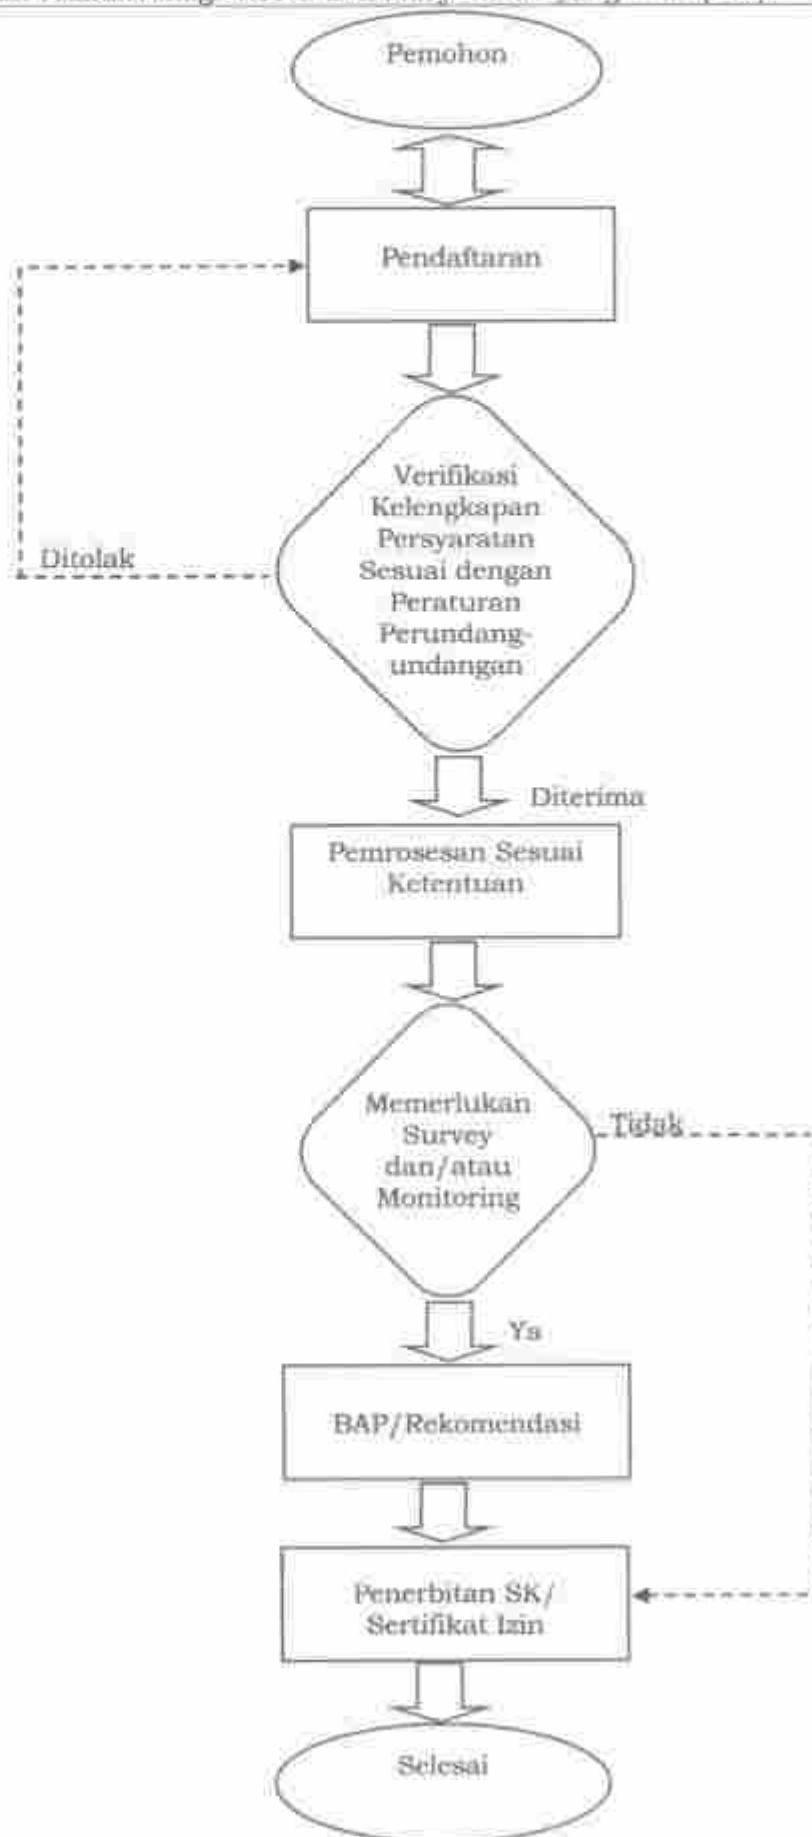 Pemohon
Pendaftaran
Verifikasi
Kelengkapan
Persyaratan
Sesuai dengan
Peraturan
Perundang-
undangan
Ditolak
Diterima
Pemrosesan Sesuai
Ketentuan
Memerlukan
Survey
dan/atau
Monitoring
Tidak
Ya
BAP/Rekomendasi
Penerbitan SK/
Sertifikat Izin
Selesai